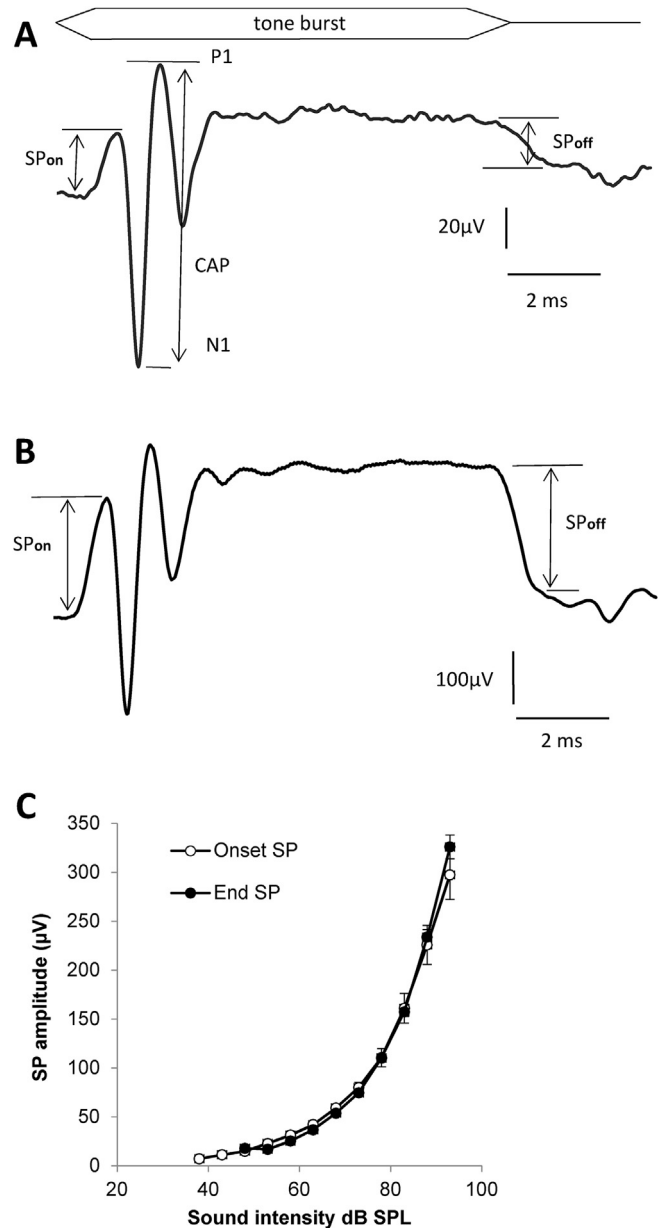 A
tone burst
P1
SPon
SPoff
20µV
CAP
2 ms
N1
B
SPon
SPoff
100µV
2 ms
C
350
300
250
200
150
100
50
0
Onset SP
End SP
SP amplitude (µV)
20 40 60 80 100
Sound intensity dB SPL